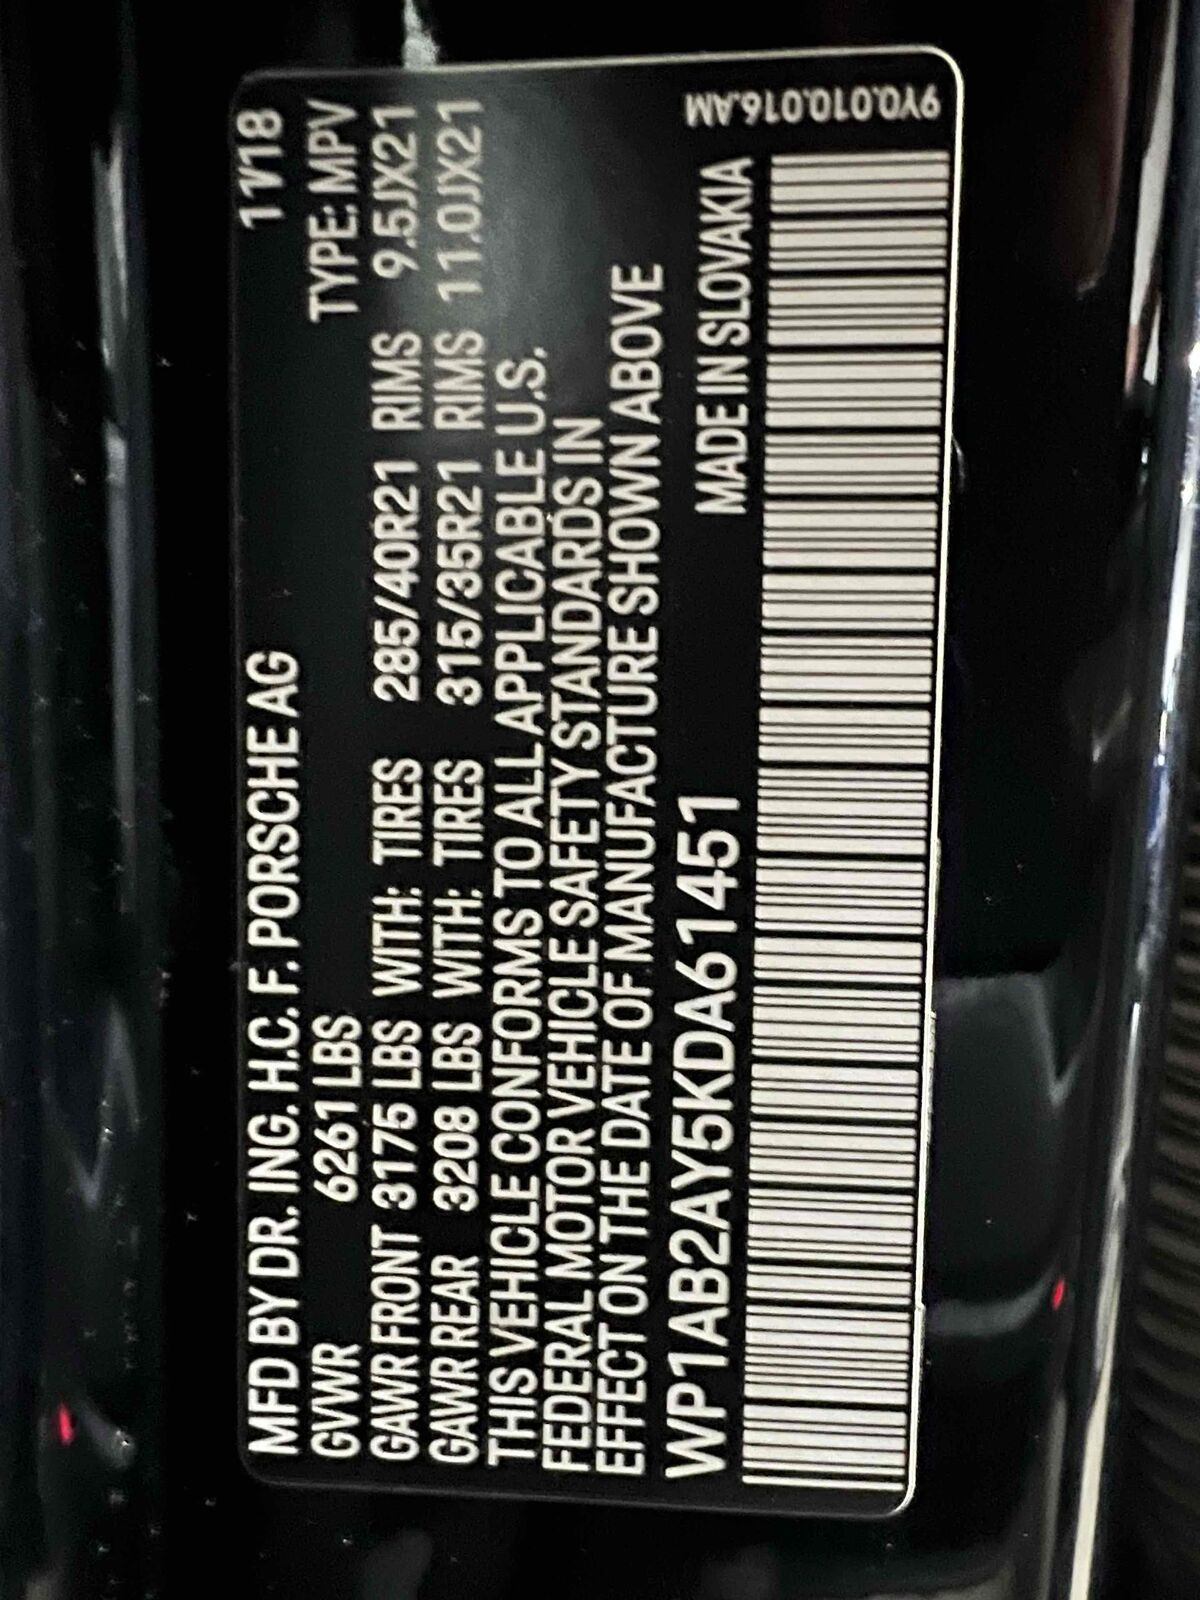 MFD BY DR. ING. H.C. F. PORSCHE AG 11/18
GVWR 6261 LBS TYPE: MPV
GAWR FRONT 3175 LBS WITH: TIRES 285/40R21 RIMS 9.5JX21
GAWR REAR 3208 LBS WITH: TIRES 315/35R21 RIMS 11.0JX21
THIS VEHICLE CONFORMS TO ALL APPLICABLE U.S.
FEDERAL MOTOR VEHICLE SAFETY STANDARDS IN
EFFECT ON THE DATE OF MANUFACTURE SHOWN ABOVE
WP1AB2AY5KDA61451 MADE IN SLOVAKIA
9Y0.010.016.AM